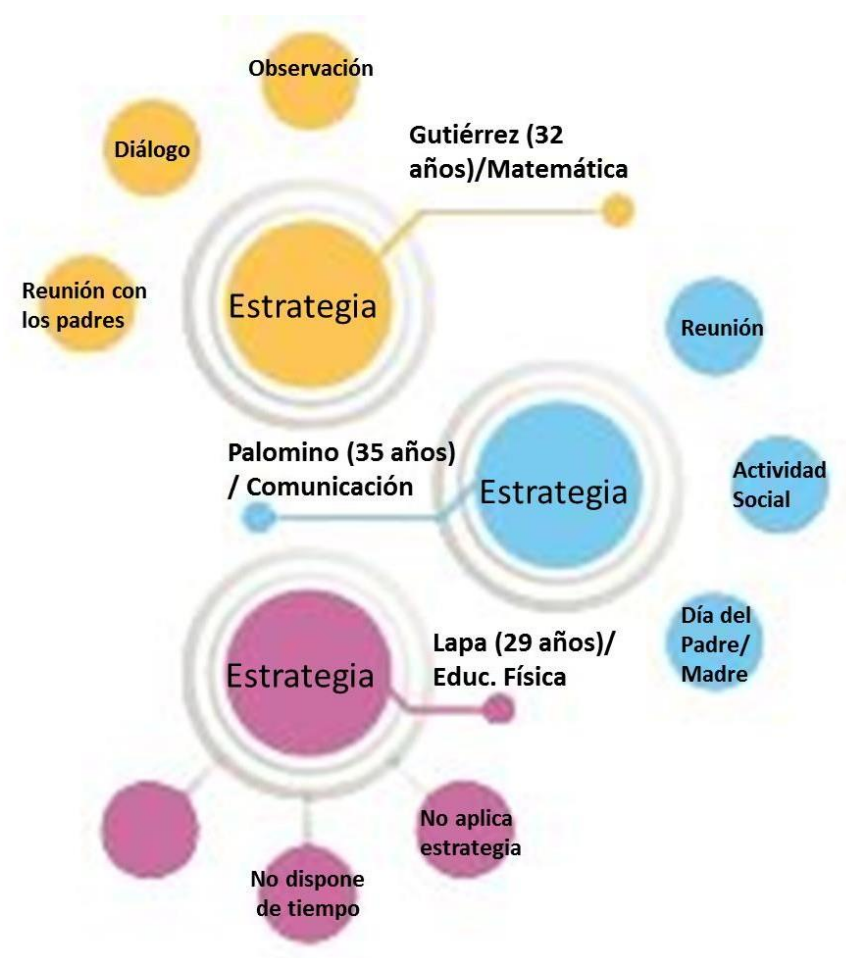 Observación
Diálogo
Gutiérrez (32
años)/Matemática
Reunión con
los padres
Estrategia
Reunión
Palomino (35 años)
/ Comunicación
Estrategia
Actividad
Social
Día del
Padre/
Madre
Lapa (29 años)/
Educ. Física
Estrategia
No aplica
estrategia
No dispone
de tiempo